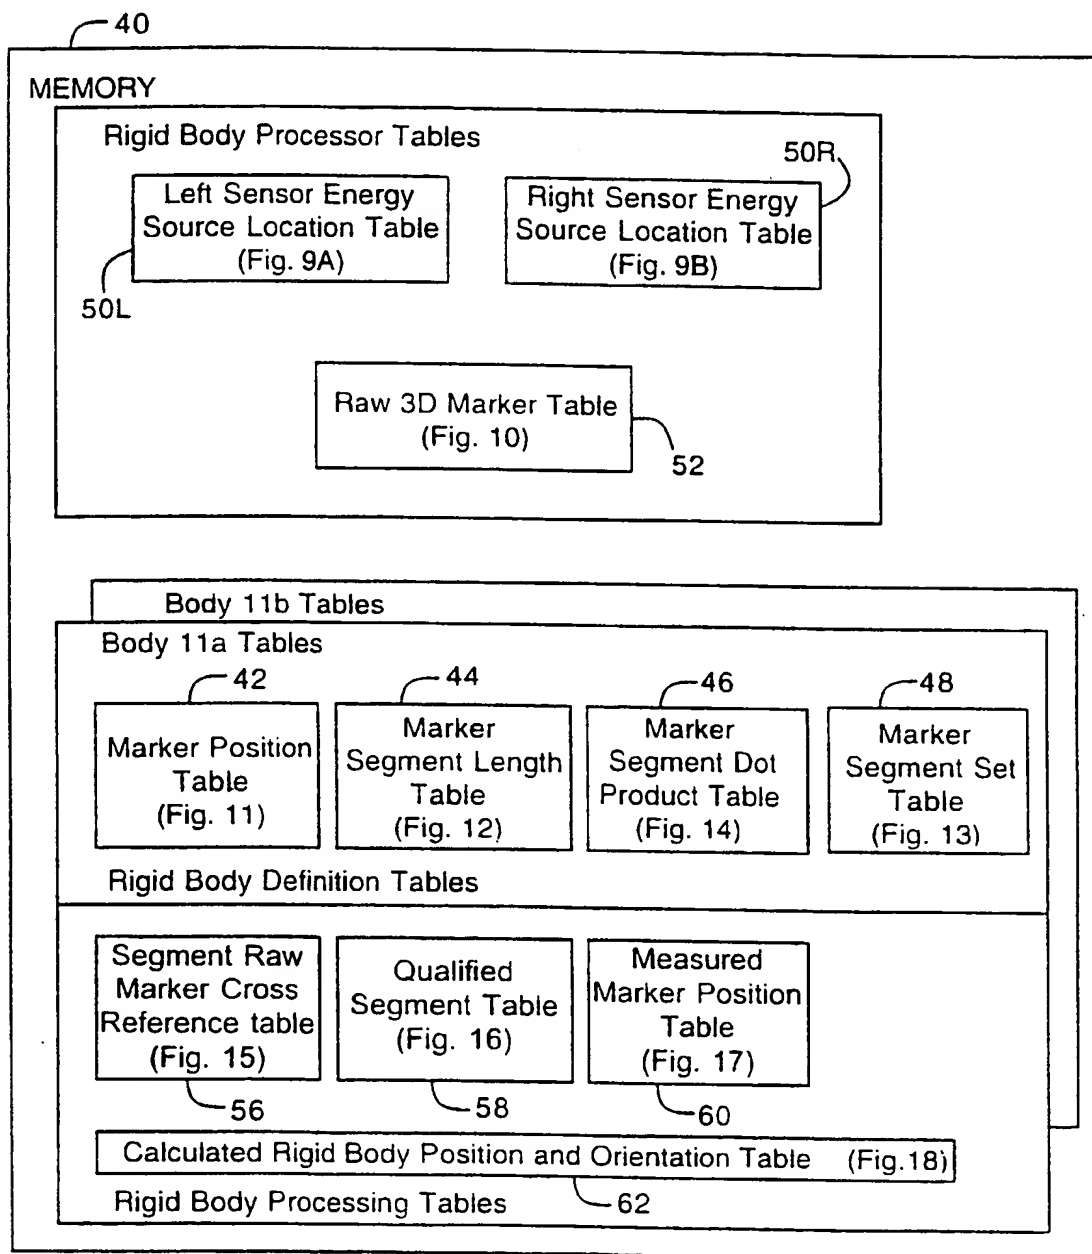 40
MEMORY
Rigid Body Processor Tables
50R
Left Sensor Energy
Source Location Table
(Fig. 9A)
Right Sensor Energy
Source Location Table
(Fig. 9B)
50L
Raw 3D Marker Table
(Fig. 10)
52
Body 11b Tables
Body 11a Tables
42
44
46
48
Marker Position
Table
(Fig. 11)
Marker
Segment Length
Table
(Fig. 12)
Marker
Segment Dot
Product Table
(Fig. 14)
Marker
Segment Set
Table
(Fig. 13)
Rigid Body Definition Tables
Segment Raw
Marker Cross
Reference table
(Fig. 15)
Qualified
Segment Table
(Fig. 16)
Measured
Marker Position
Table
(Fig. 17)
56
58
60
Calculated Rigid Body Position and Orientation Table (Fig.18)
62
Rigid Body Processing Tables